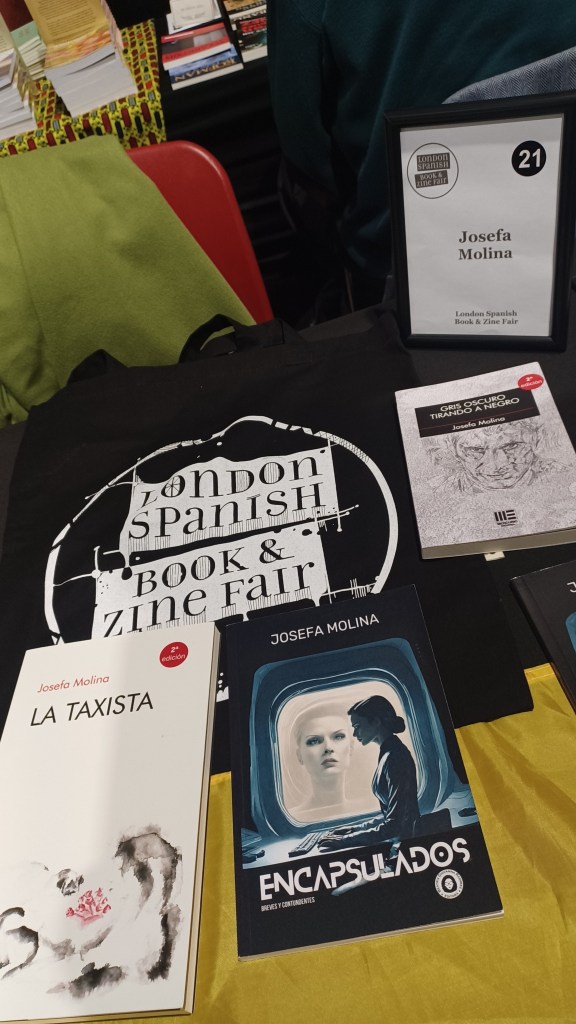 LONDON
SPANISH
BOOK &
ZINE FAIR
21
Josefa
Molina
London Spanish
Book & Zine Fair
2ª
edición
GRIS OSCURO
TIRANDO A NEGRO
Josefa Molina
LONDON
SPANISH
BOOK &
ZINE FAIR
2ª
edición
Josefa Molina
LA TAXISTA
JOSEFA MOLINA
ENCAPSULADOS
BREVES Y CONTUNDENTES